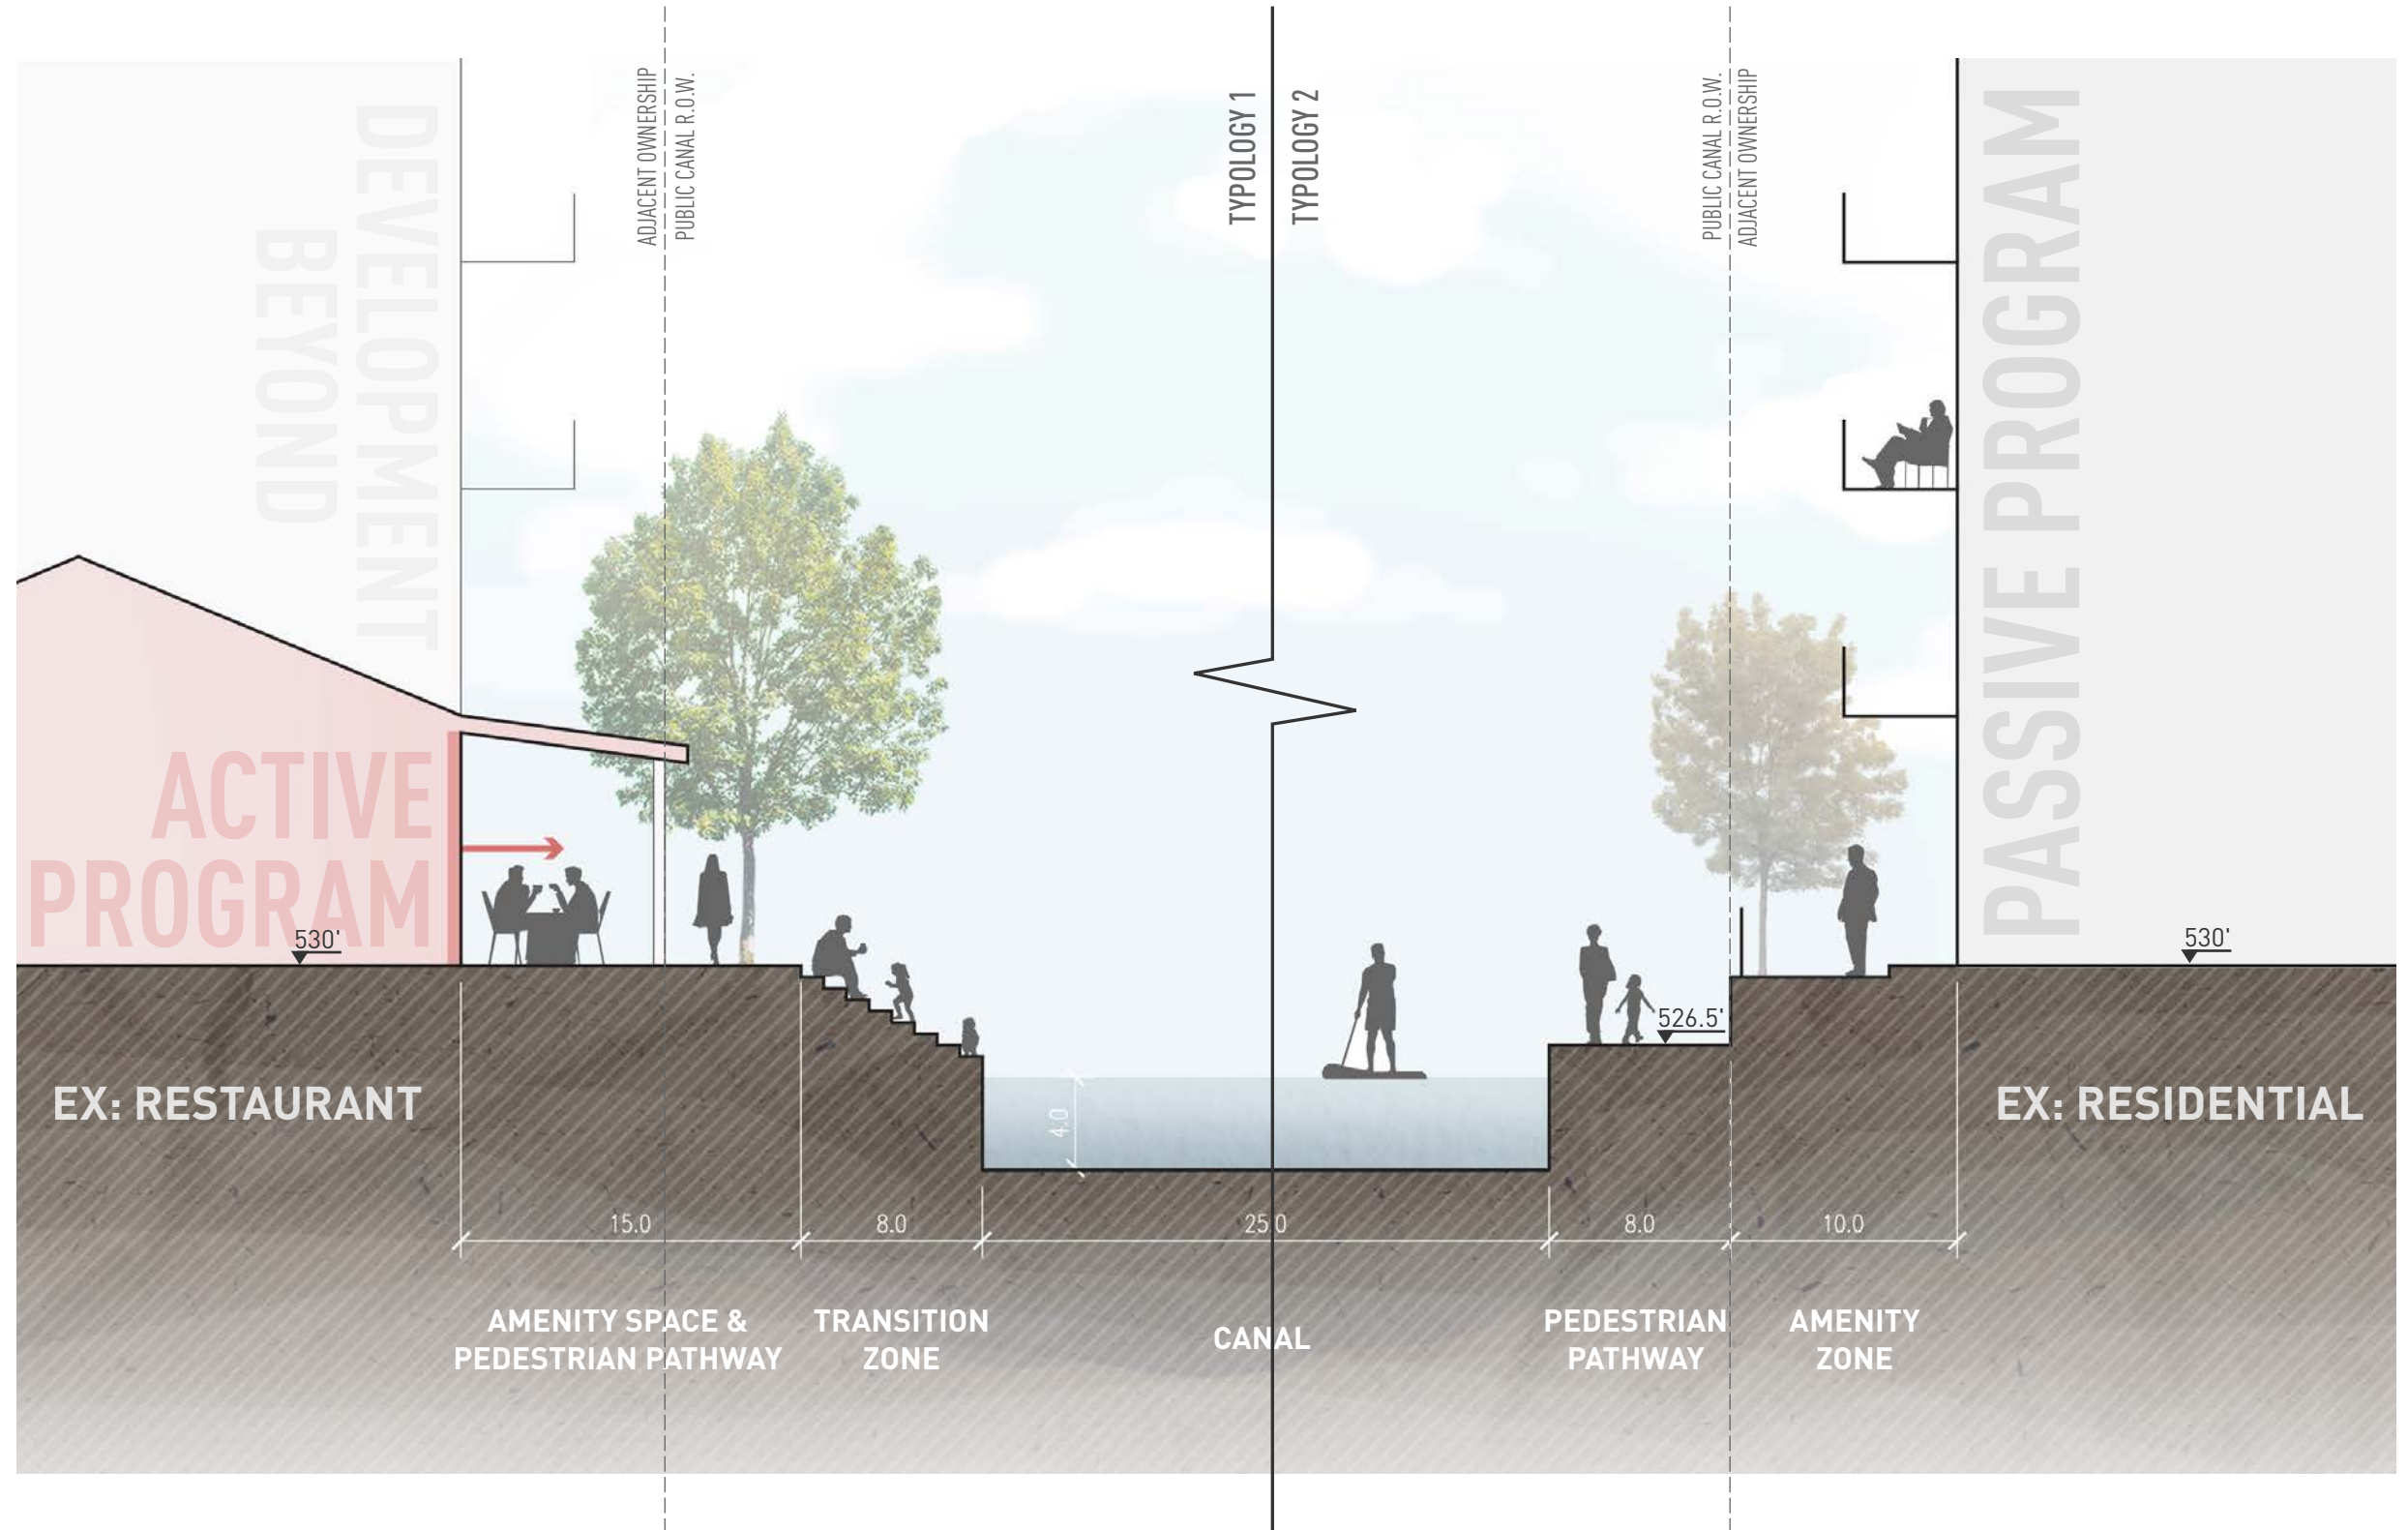 DEVELOPMENT
BEYOND
ADJACENT OWNERSHIP
PUBLIC CANAL R.O.W.
TYPOLOGY 1
TYPOLOGY 2
PUBLIC CANAL R.O.W.
ADJACENT OWNERSHIP
PASSIVE PROGRAM
ACTIVE
PROGRAM
530'
530'
526.5'
EX: RESTAURANT
4.0
EX: RESIDENTIAL
15.0
8.0
25.0
8.0
10.0
AMENITY SPACE &
PEDESTRIAN PATHWAY
TRANSITION
ZONE
CANAL
PEDESTRIAN
PATHWAY
AMENITY
ZONE